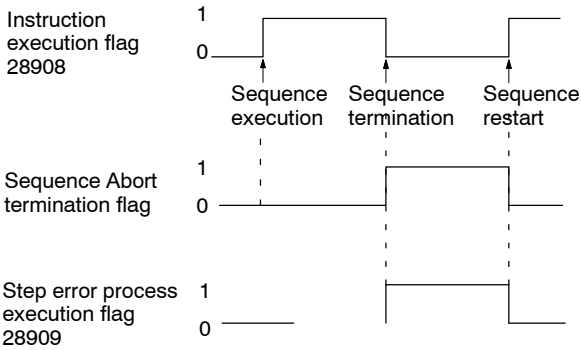 Instruction
execution flag
28908
1
0
Sequence
execution
Sequence
termination
Sequence
restart
Sequence Abort
termination flag
1
0
Step error process
execution flag
28909
1
0